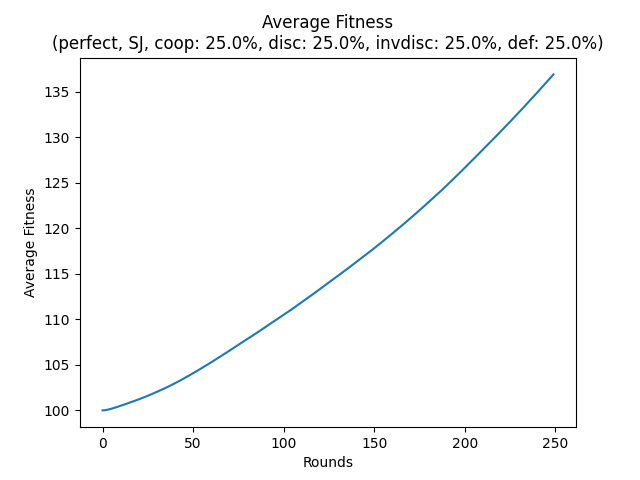 Average Fitness
(perfect, SJ, coop: 25.0%, disc: 25.0%, invdisc: 25.0%, def: 25.0%)
135
130
125
120
115
110
105
100
Average Fitness
0 50 100 150 200 250
Rounds